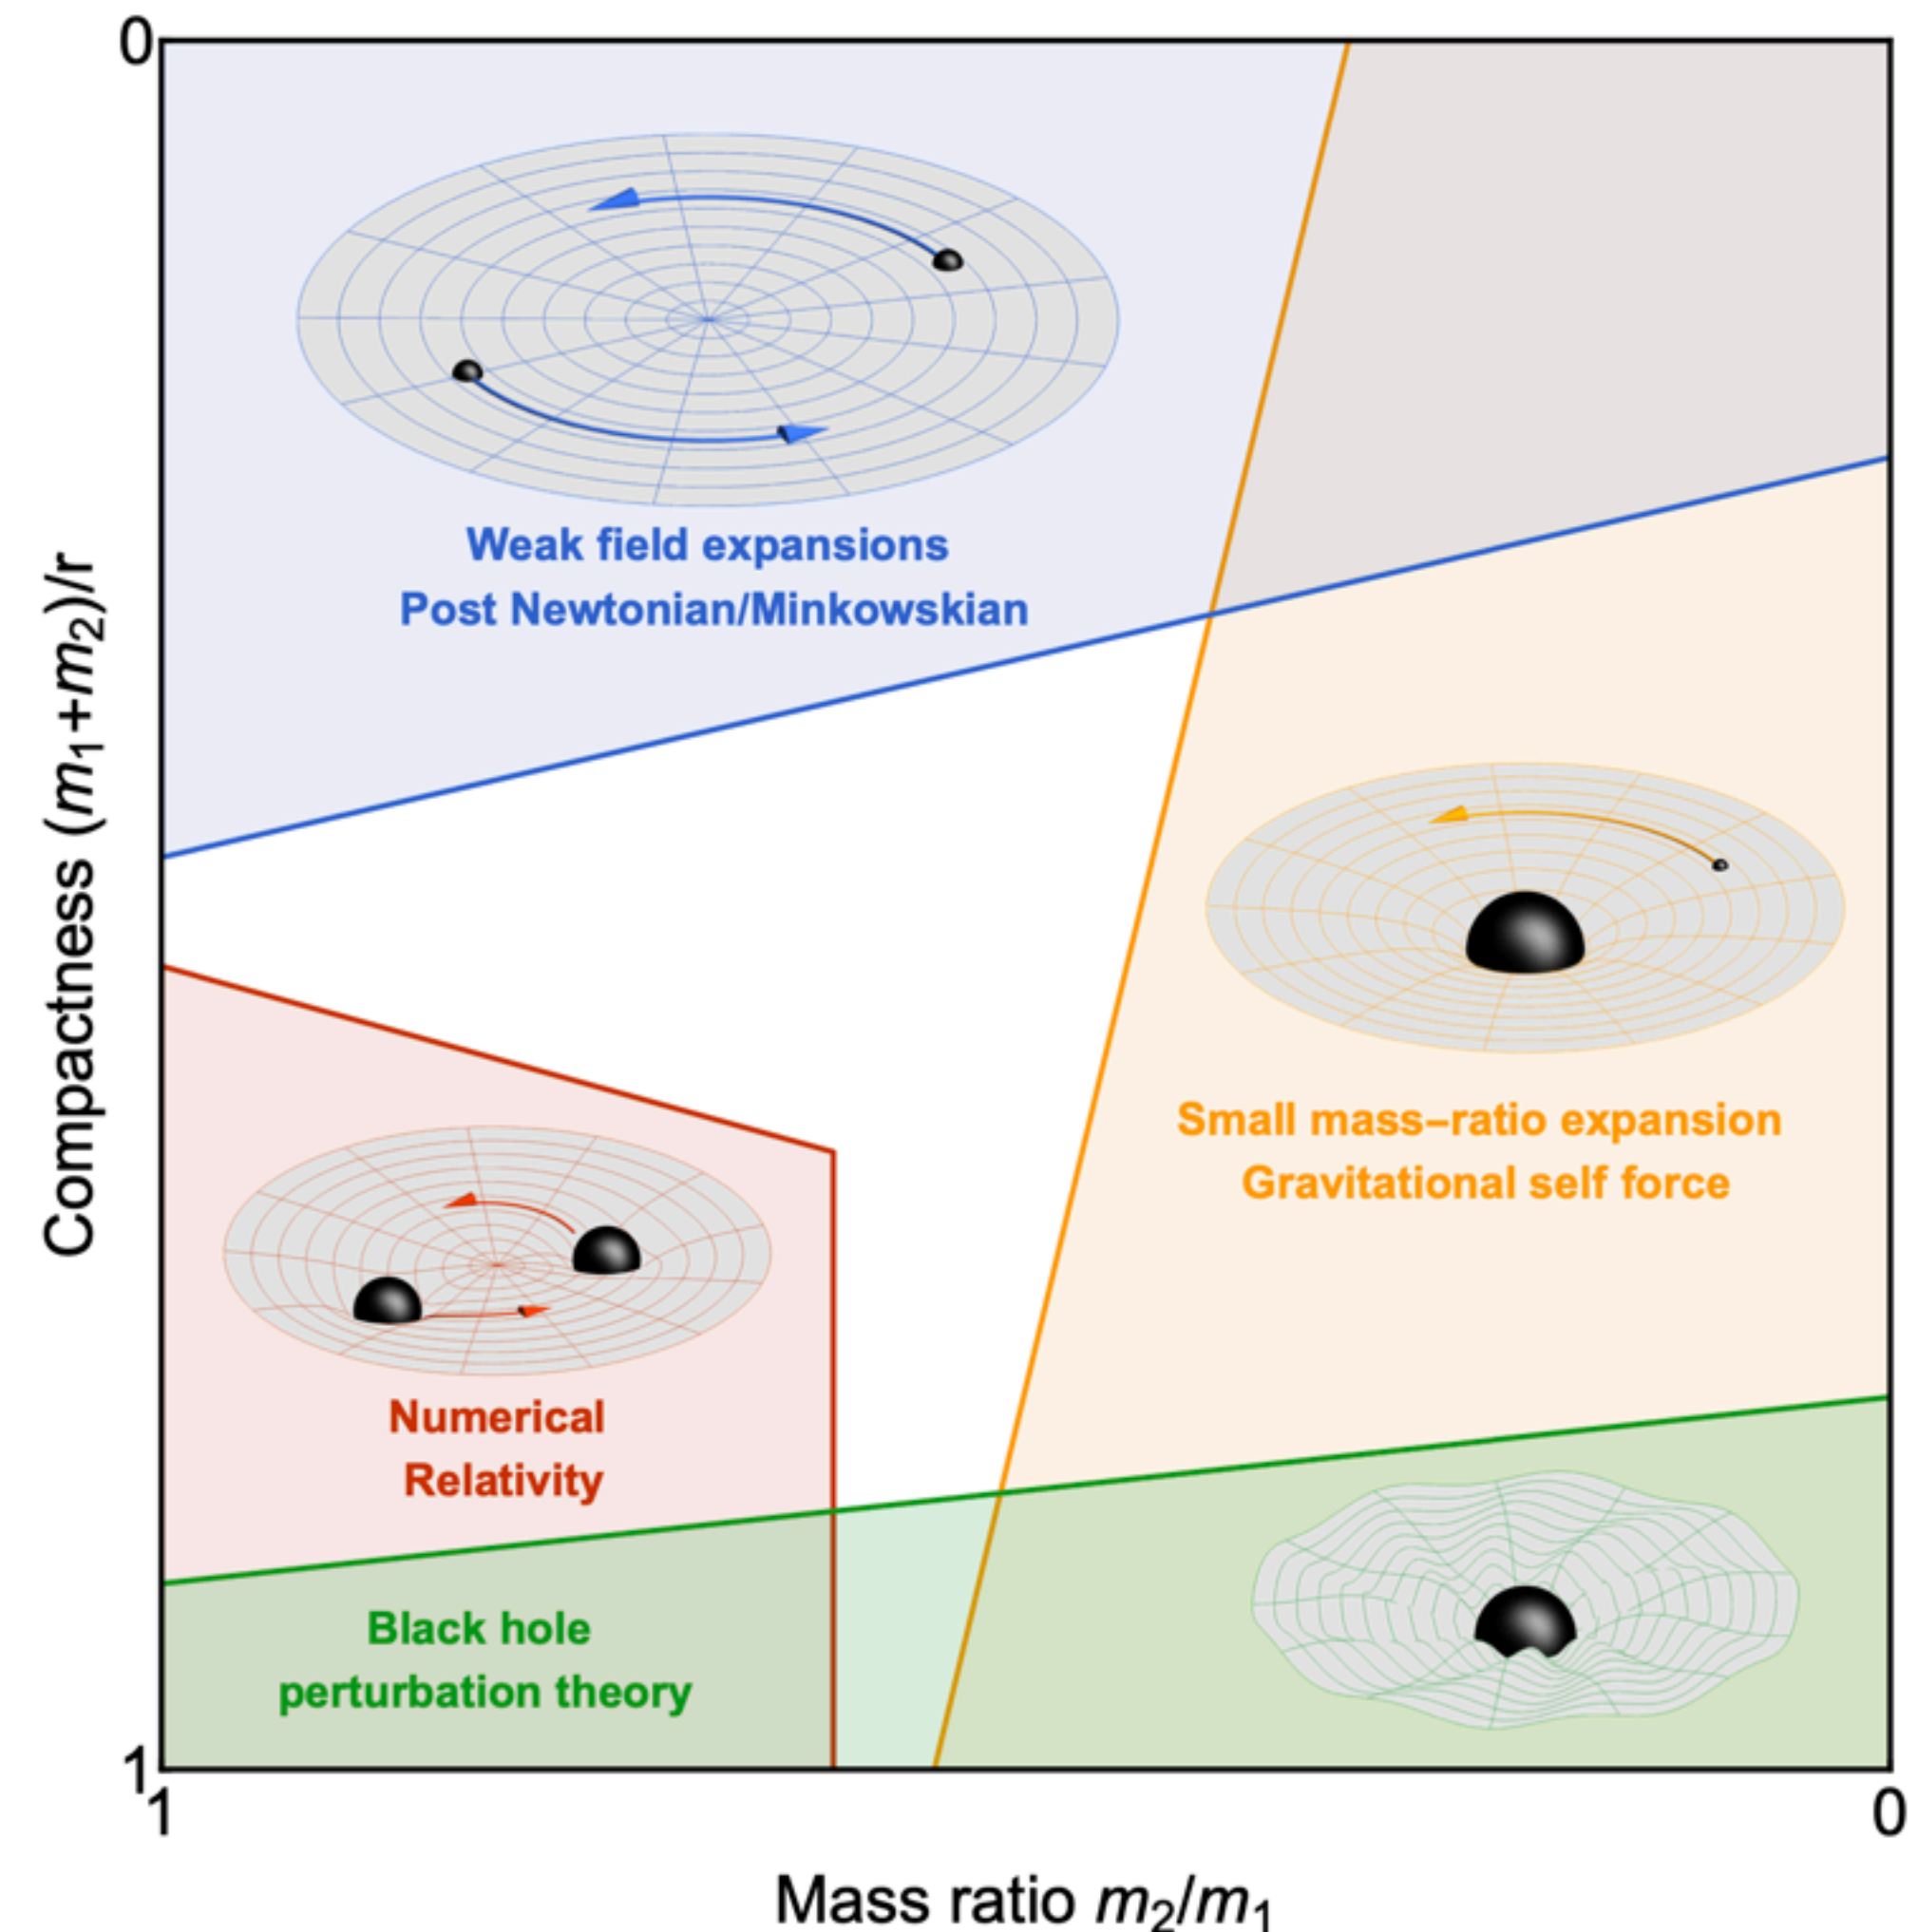 0
Weak field expansions
Post Newtonian/Minkowskian
Compactness (m₁+m₂)/r
Small mass–ratio expansion
Gravitational self force
Numerical
Relativity
Black hole
perturbation theory
1
1
0
Mass ratio m₂/m₁